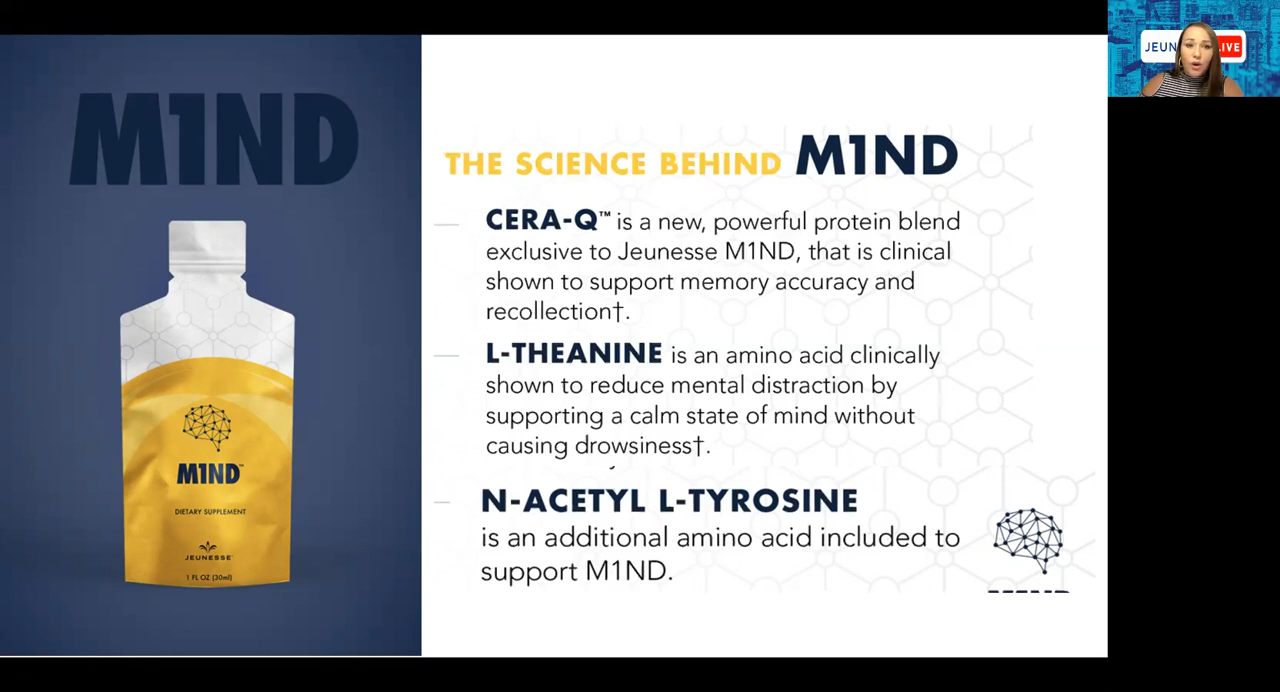 M1ND
THE SCIENCE BEHIND M1ND
CERA-Q™ is a new, powerful protein blend
exclusive to Jeunesse M1ND, that is clinical
shown to support memory accuracy and
recollection†.
L-THEANINE is an amino acid clinically
shown to reduce mental distraction by
supporting a calm state of mind without
causing drowsiness†.
N-ACETYL L-TYROSINE
is an additional amino acid included to
support M1ND.
M1ND™
DIETARY SUPPLEMENT
JEUNESSE
1 FL OZ (30ml)